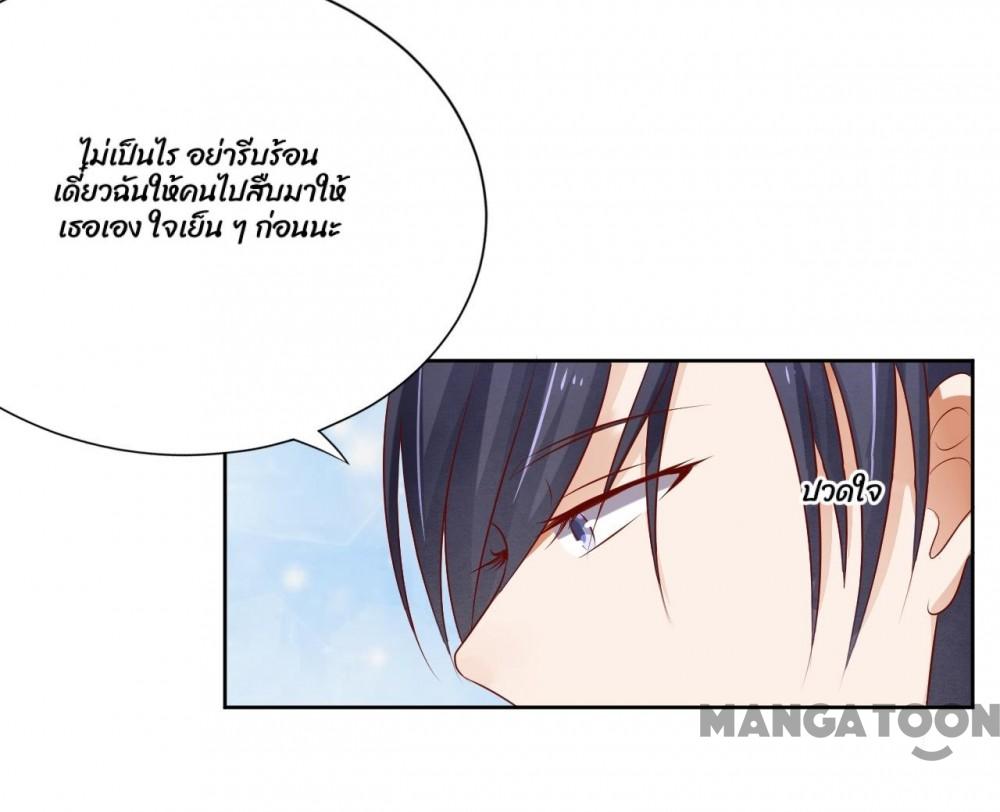 ไม่เป็นไร อย่ารีบร้อน
เดี๋ยวฉันให้คนไปสืบมาให้
เธอเอง ใจเย็น ๆ ก่อนนะ
ปวดใจ
MANGATOON